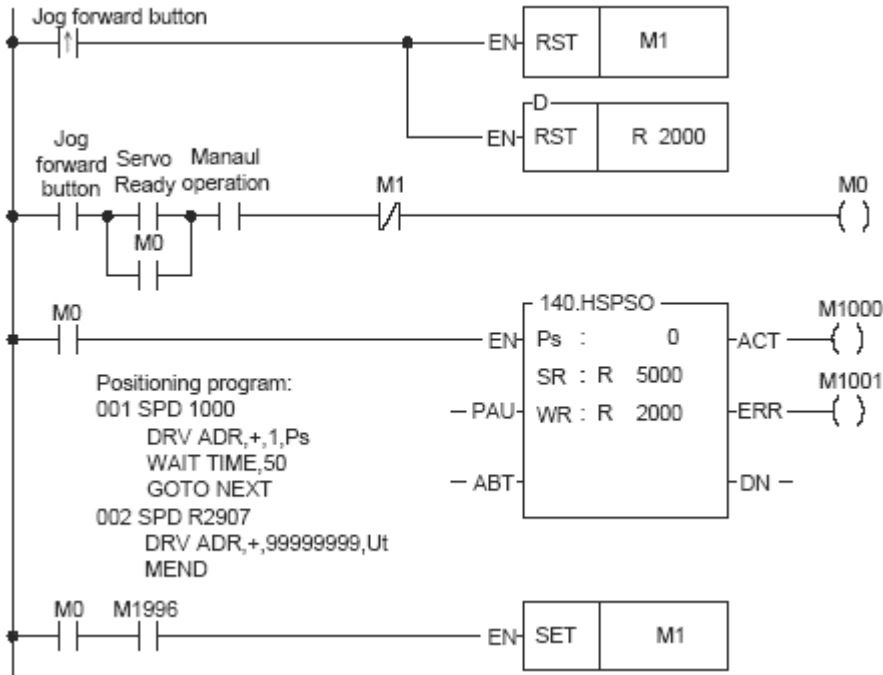 Jog forward button
EN RST M1
D
EN RST R 2000
Jog
forward
button
Servo
Ready
Manaul
operation
M1
M0
M0
M0
140.HSPSO
EN Ps : 0 ACT
M1000
SR : R 5000
M1001
PAU WR : R 2000 ERR
ABT DN
Positioning program:
001 SPD 1000
DRV ADR,+,1,Ps
WAIT TIME,50
GOTO NEXT
002 SPD R2907
DRV ADR,+,99999999,Ut
MEND
M0 M1996
EN SET M1